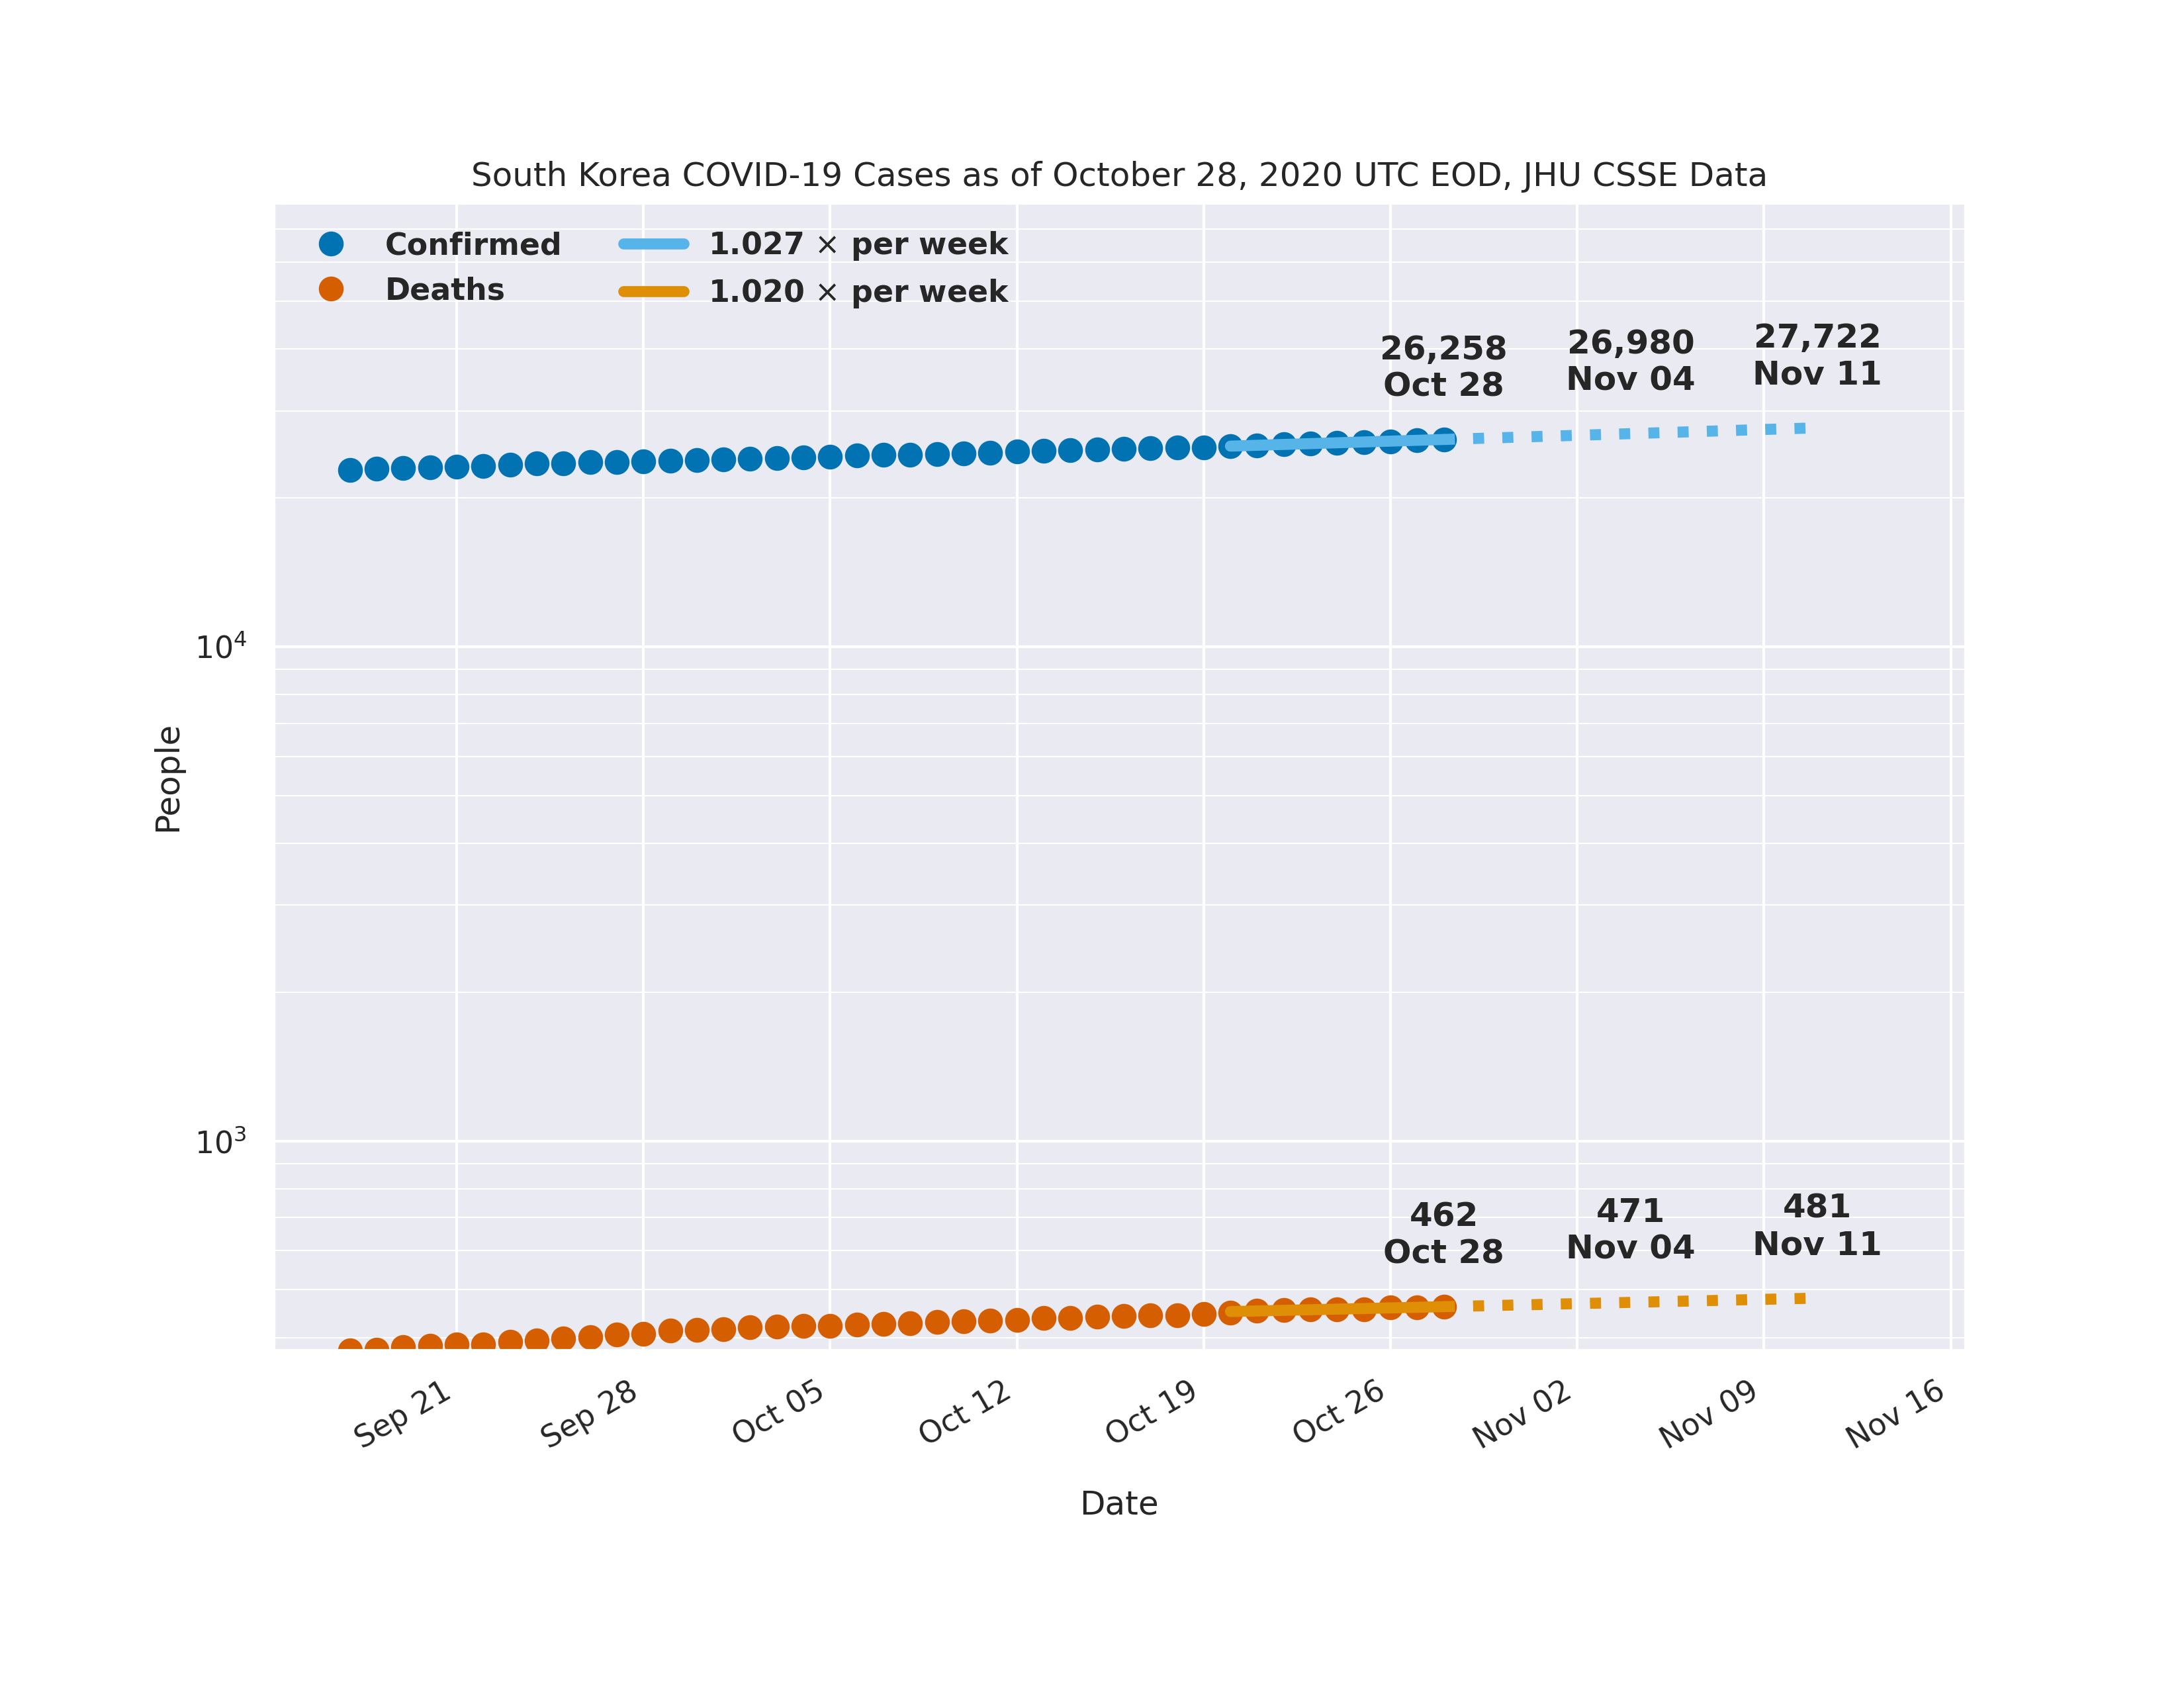 South Korea COVID-19 Cases as of October 28, 2020 UTC EOD, JHU CSSE Data
Confirmed
Deaths
1.027 × per week
1.020 × per week
26,258
Oct 28
26,980
Nov 04
27,722
Nov 11
10⁴
10³
People
462
Oct 28
471
Nov 04
481
Nov 11
Sep 21
Sep 28
Oct 05
Oct 12
Oct 19
Oct 26
Nov 02
Nov 09
Nov 16
Date